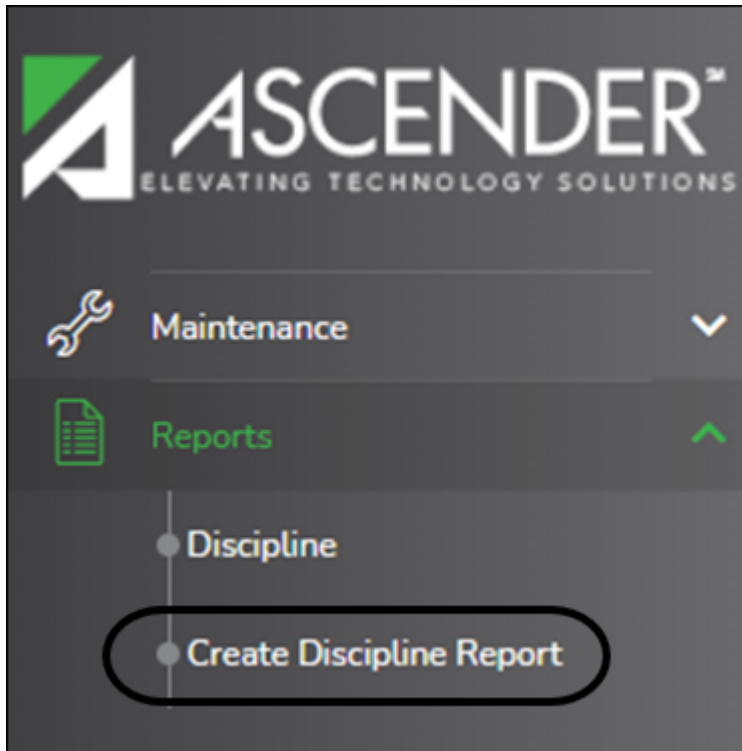 ASCENDER℠
ELEVATING TECHNOLOGY SOLUTIONS
Maintenance
Reports
Discipline
Create Discipline Report